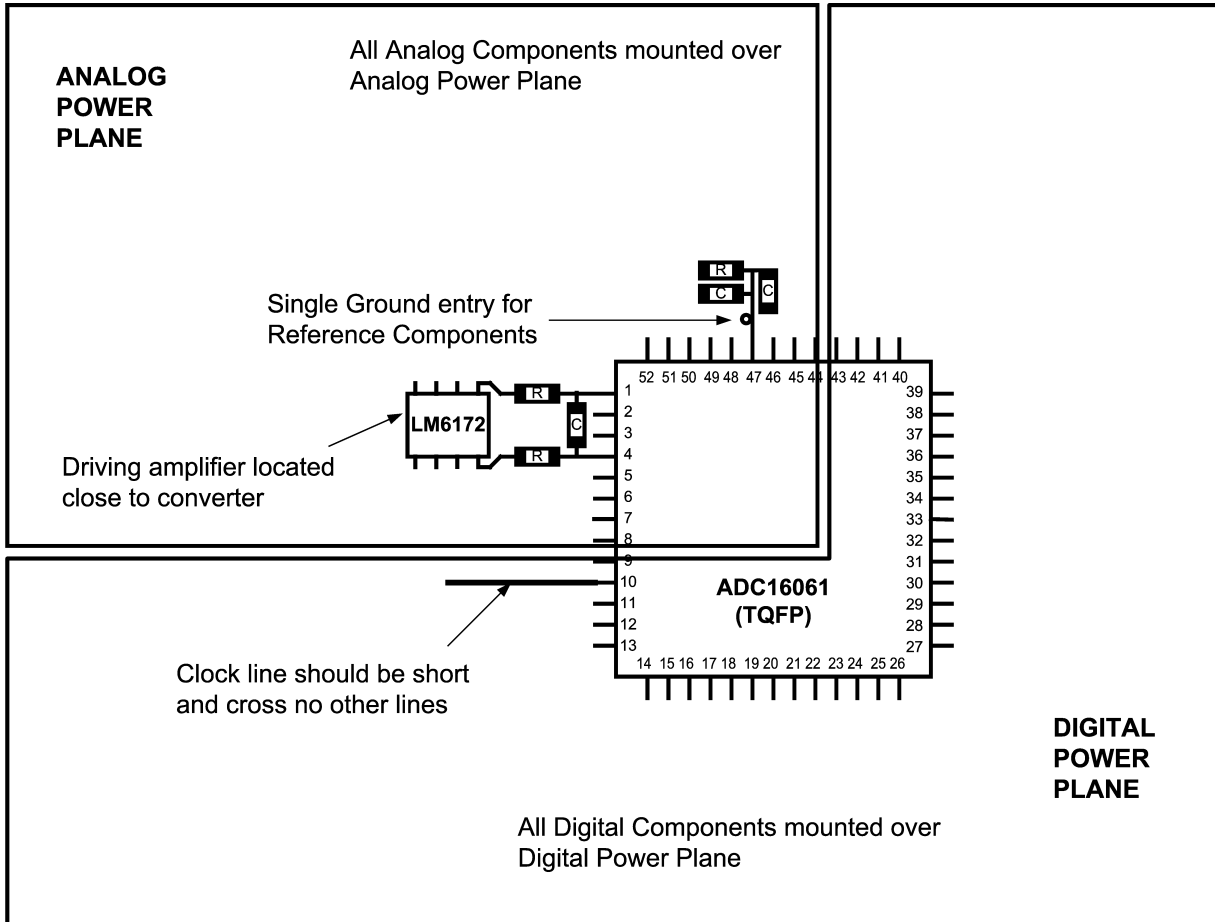 ANALOG
POWER
PLANE
All Analog Components mounted over
Analog Power Plane
R
C
C
Single Ground entry for
Reference Components
52 51 50 49 48 47 46 45 44 43 42 41 40
1
2
3
4
5
6
7
8
9
10
11
12
13
39
38
37
36
35
34
33
32
31
30
29
28
27
R
C
R
LM6172
Driving amplifier located
close to converter
ADC16061
(TQFP)
14 15 16 17 18 19 20 21 22 23 24 25 26
Clock line should be short
and cross no other lines
DIGITAL
POWER
PLANE
All Digital Components mounted over
Digital Power Plane